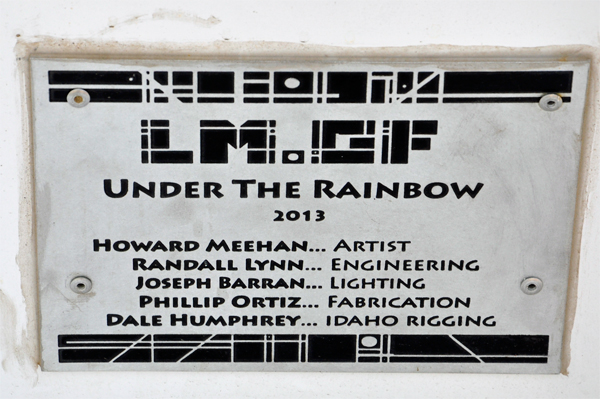 LM.GF
UNDER THE RAINBOW
2013
HOWARD MEEHAN... ARTIST
RANDALL LYNN... ENGINEERING
JOSEPH BARRAN... LIGHTING
PHILLIP ORTIZ... FABRICATION
DALE HUMPHREY... IDAHO RIGGING